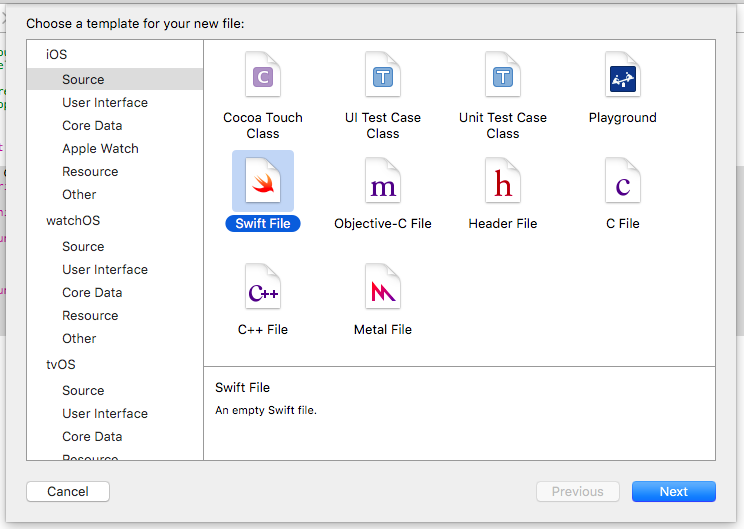 Choose a template for your new file:
iOS
Source
User Interface
Core Data
Apple Watch
Resource
Other
watchOS
Source
User Interface
Core Data
Resource
Other
tvOS
Source
User Interface
Core Data
Resource
C
T
T
Cocoa Touch
Class
UI Test Case
Class
Unit Test Case
Class
Playground
m
h
c
Swift File
Objective-C File
Header File
C File
C++
C++ File
Metal File
Swift File
An empty Swift file.
Cancel
Previous
Next